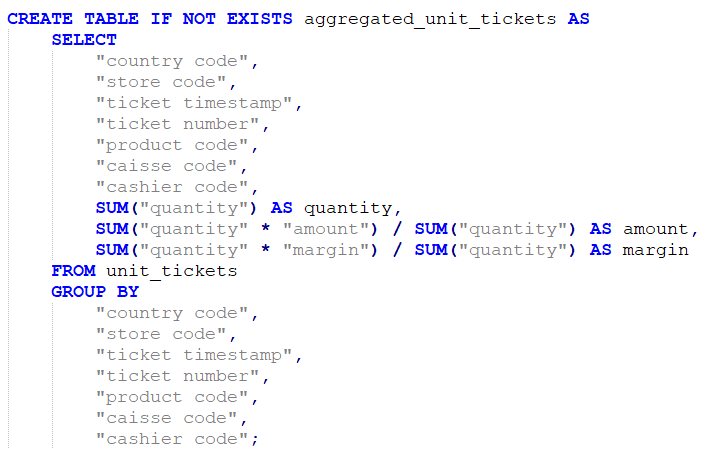 CREATE TABLE IF NOT EXISTS aggregated_unit_tickets AS
SELECT
"country code",
"store code",
"ticket timestamp",
"ticket number",
"product code",
"caisse code",
"cashier code",
SUM("quantity") AS quantity,
SUM("quantity" * "amount") / SUM("quantity") AS amount,
SUM("quantity" * "margin") / SUM("quantity") AS margin
FROM unit_tickets
GROUP BY
"country code",
"store code",
"ticket timestamp",
"ticket number",
"product code",
"caisse code",
"cashier code";